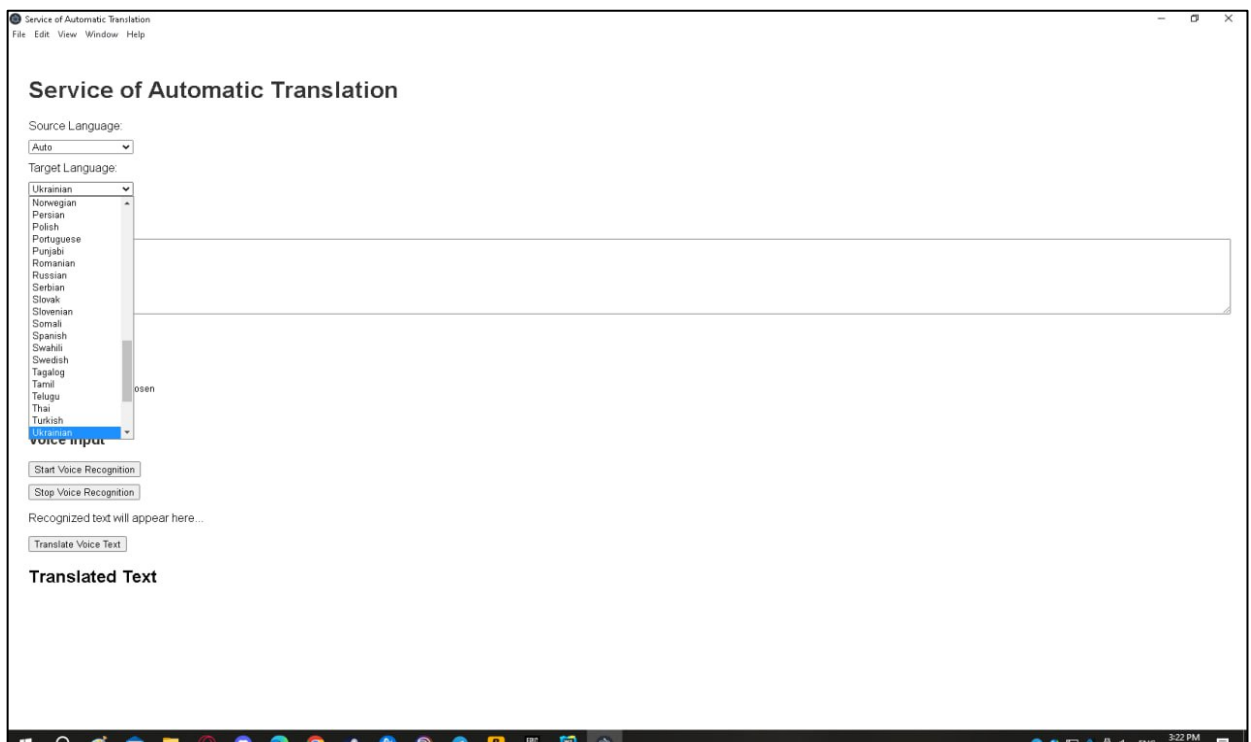 Service of Automatic Translation
File Edit View Window Help
Service of Automatic Translation
Source Language:
Auto
Target Language:
Ukrainian
Norwegian
Persian
Polish
Portuguese
Punjabi
Romanian
Russian
Serbian
Slovak
Slovenian
Somali
Spanish
Swahili
Swedish
Tagalog
Tamil
Telugu
Thai
Turkish
Ukrainian
osen
Voice Input
Start Voice Recognition
Stop Voice Recognition
Recognized text will appear here...
Translate Voice Text
Translated Text
ENG 3:22 PM